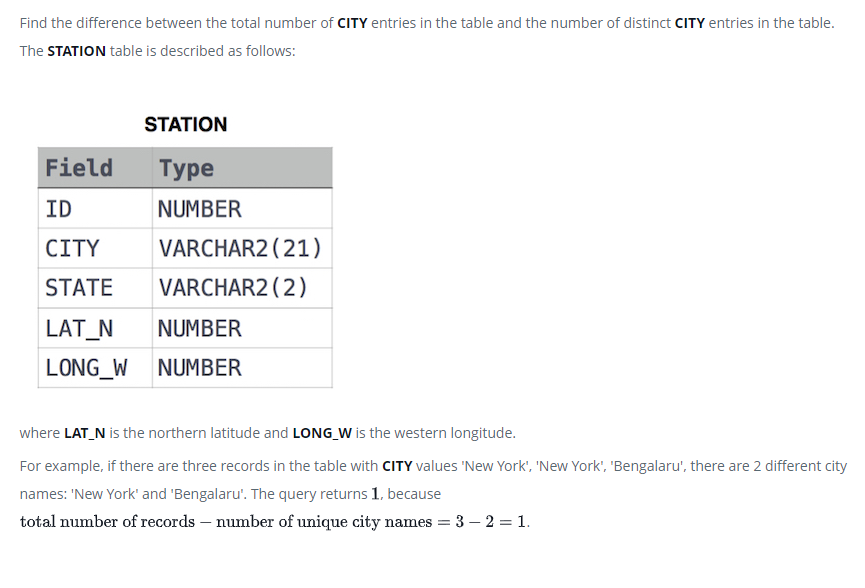 Find the difference between the total number of CITY entries in the table and the number of distinct CITY entries in the table.
The STATION table is described as follows:
STATION
Field Type
ID NUMBER
CITY VARCHAR2(21)
STATE VARCHAR2(2)
LAT_N NUMBER
LONG_W NUMBER
where LAT_N is the northern latitude and LONG_W is the western longitude.
For example, if there are three records in the table with CITY values 'New York', 'New York', 'Bengalaru', there are 2 different city
names: 'New York' and 'Bengalaru'. The query returns 1, because
total number of records − number of unique city names = 3 − 2 = 1.